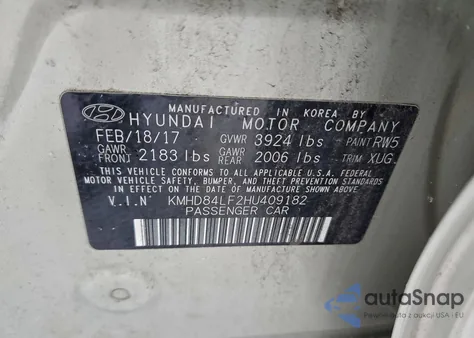 MANUFACTURED IN KOREA BY
HYUNDAI MOTOR COMPANY
FEB/18/17 GVWR 3924 lbs PAINT RW5
GAWR FRONT 2183 lbs GAWR REAR 2006 lbs TRIM XUG
THIS VEHICLE CONFORMS TO ALL APPLICABLE U.S.A. FEDERAL
MOTOR VEHICLE SAFETY, BUMPER, AND THEFT PREVENTION STANDARDS
IN EFFECT ON THE DATE OF MANUFACTURE SHOWN ABOVE.
V.I.N KMHD84LF2HU409182
PASSENGER CAR
autoSnap
USA - EU